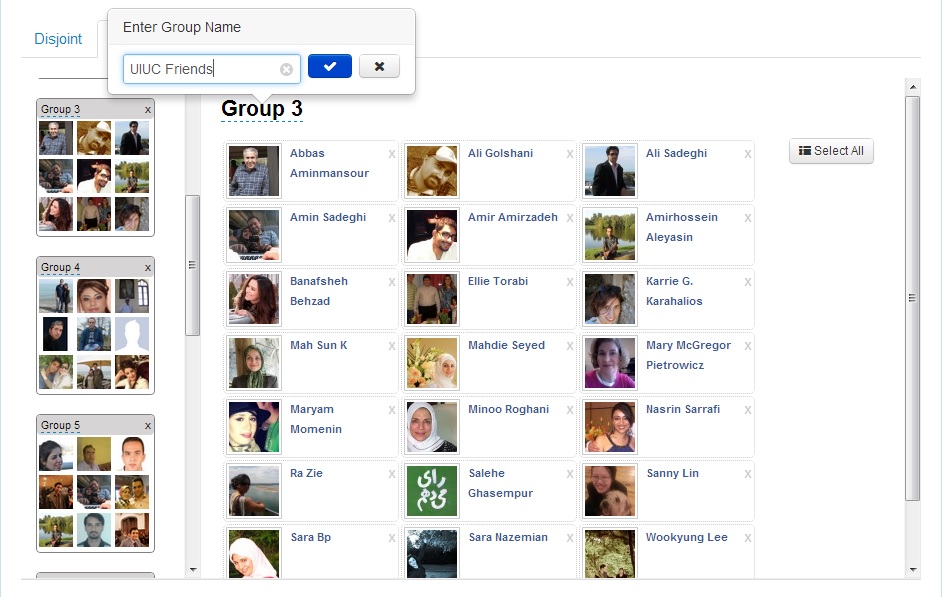 Enter Group Name
UIUC Friends
Disjoint
Group 3 x
Group 4 x
Group 5 x
Group 3
Select All
Abbas x
Aminmansour
Ali Golshani x
Ali Sadeghi x
Amin Sadeghi x
Amir Amirzadeh x
Amirhossein x
Aleyasin
Banafsheh x
Behzad
Ellie Torabi x
Karrie G. x
Karahalios
Mah Sun K x
Mahdie Seyed x
Mary McGregor x
Pietrowicz
Maryam x
Momenin
Minoo Roghani x
Nasrin Sarrafi x
Ra Zie x
رای
می‌دهم
Salehe x
Ghasempur
Sanny Lin x
Sara Bp x
Sara Nazemian x
Wookyung Lee x